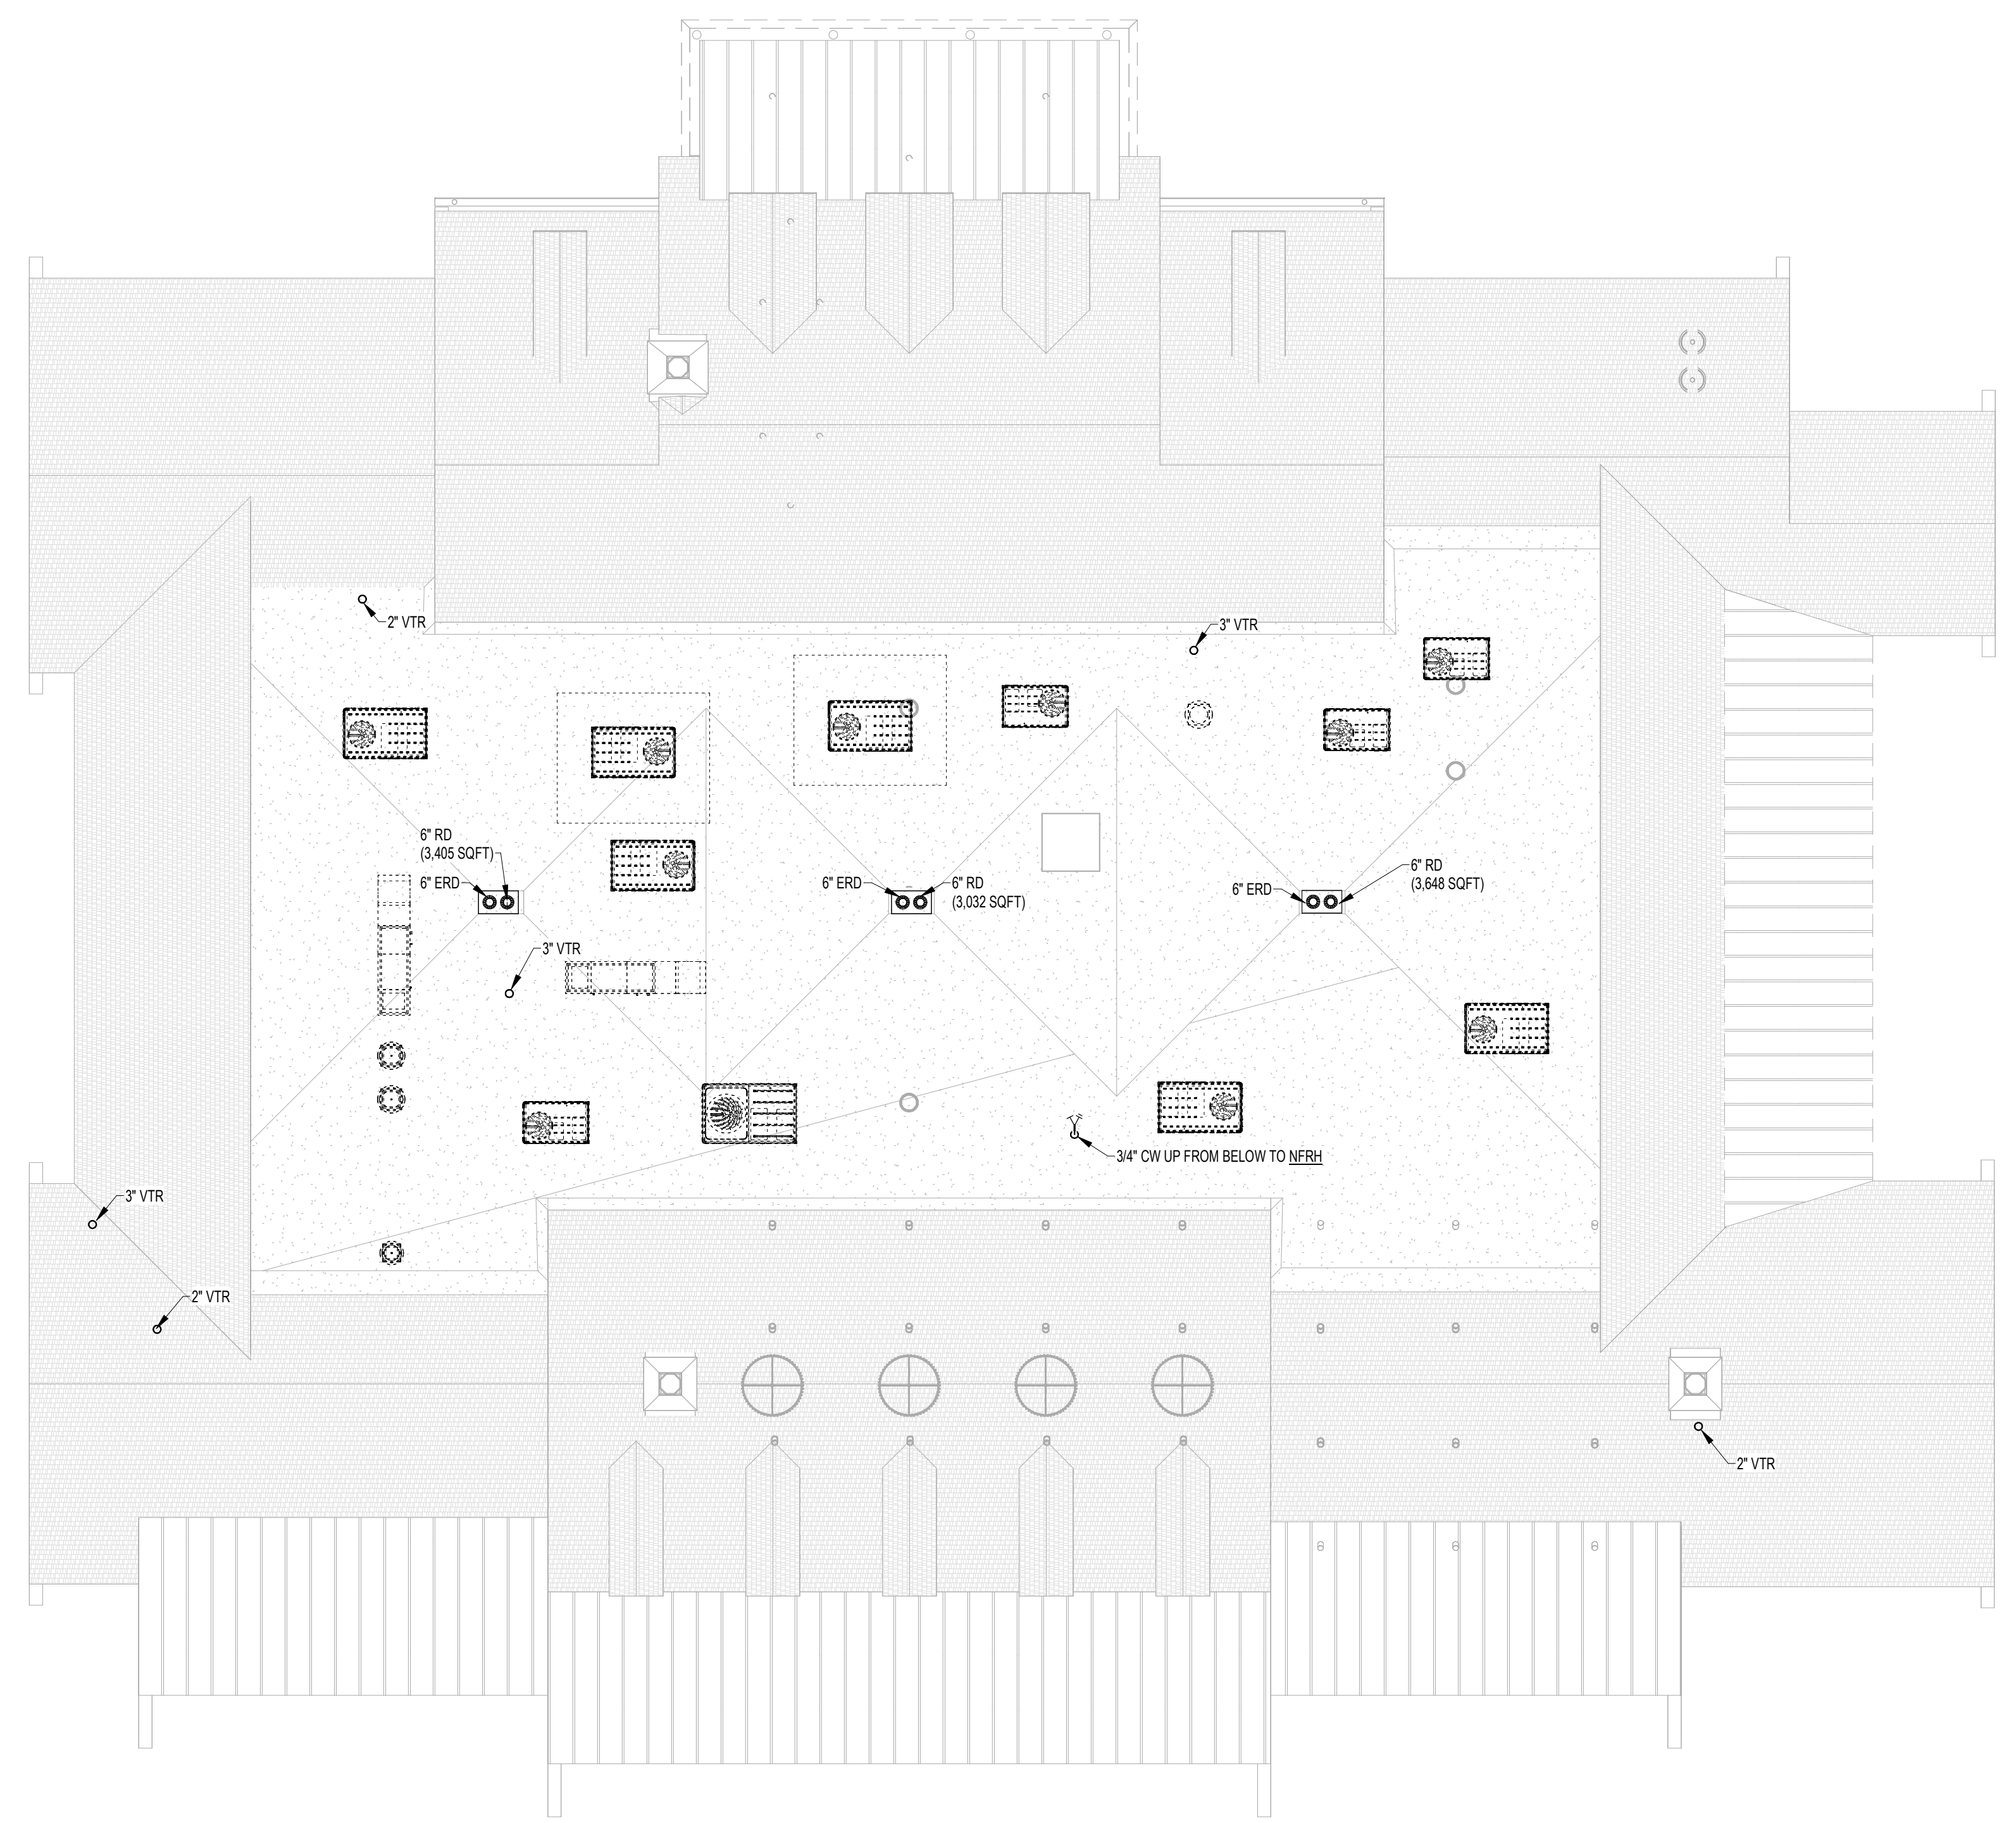 2" VTR
3" VTR
6" RD
(3,405 SQFT)
6" ERD
6" ERD
6" RD
(3,032 SQFT)
6" ERD
6" RD
(3,648 SQFT)
3" VTR
3/4" CW UP FROM BELOW TO NFRH
3" VTR
2" VTR
2" VTR